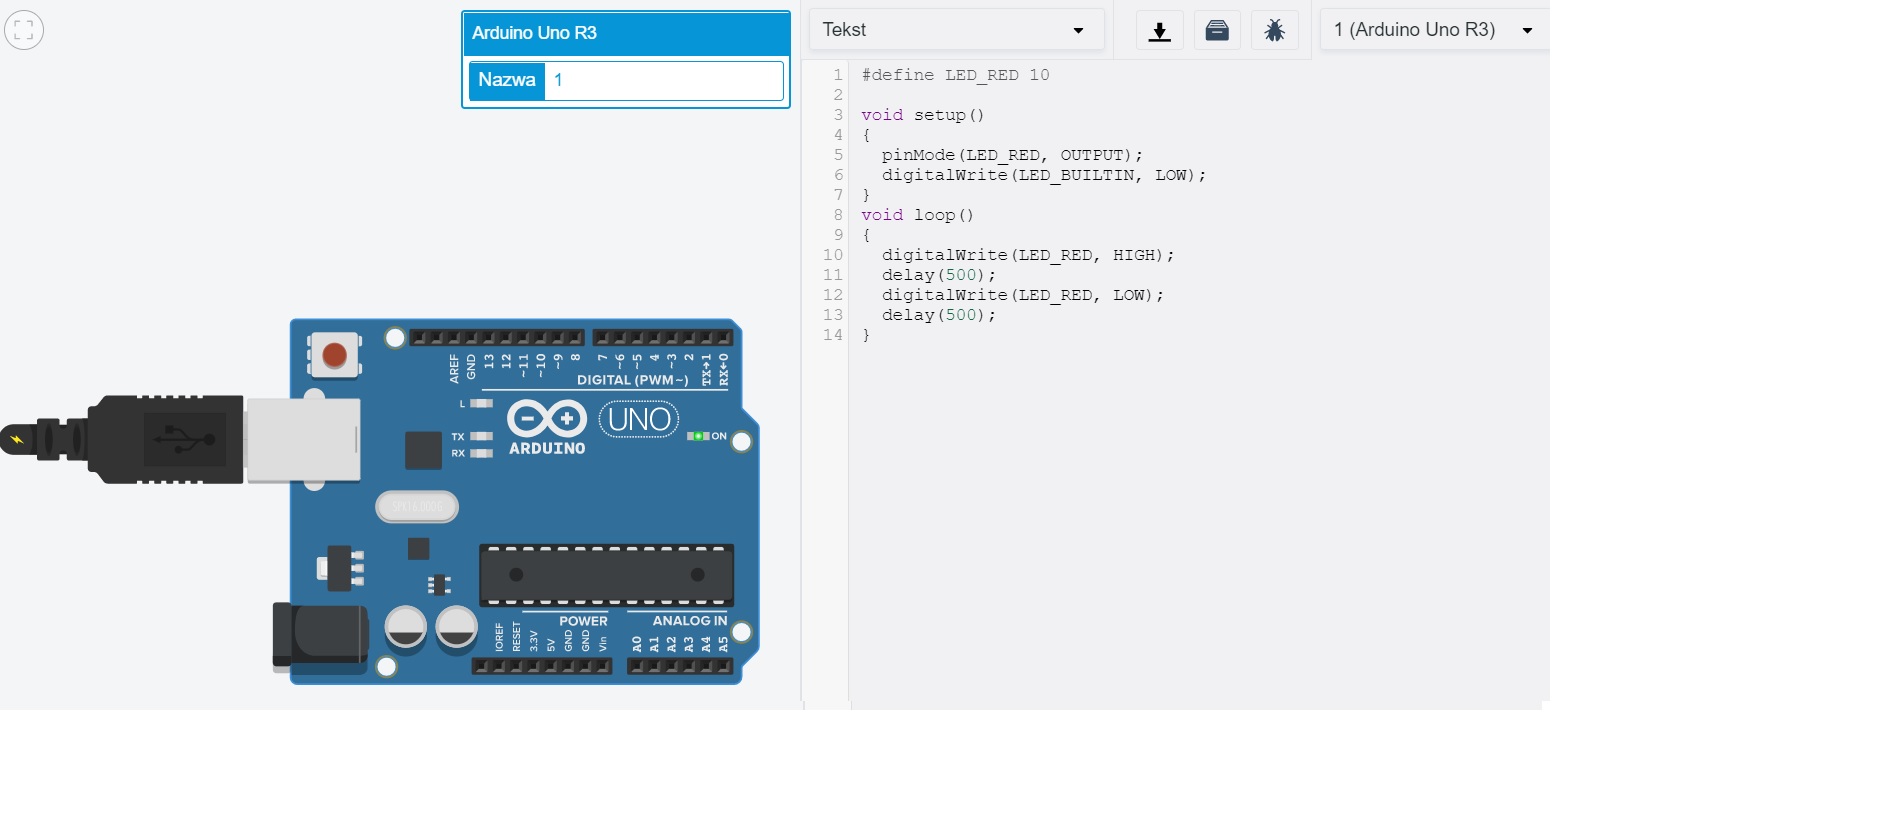 Arduino Uno R3
Nazwa 1
Tekst
1 (Arduino Uno R3)
1 #define LED_RED 10
2
3 void setup()
4 {
5 pinMode(LED_RED, OUTPUT);
6 digitalWrite(LED_BUILTIN, LOW);
7 }
8 void loop()
9 {
10 digitalWrite(LED_RED, HIGH);
11 delay(500);
12 digitalWrite(LED_RED, LOW);
13 delay(500);
14 }
AREF GND 13 12 ~11 ~10 ~9 8 7 ~6 ~5 4 ~3 2 TX→1 RX←0
DIGITAL (PWM~)
L
TX
RX
ARDUINO
UNO
ON
POWER
ANALOG IN
IOREF RESET 3.3V 5V GND GND Vin A0 A1 A2 A3 A4 A5